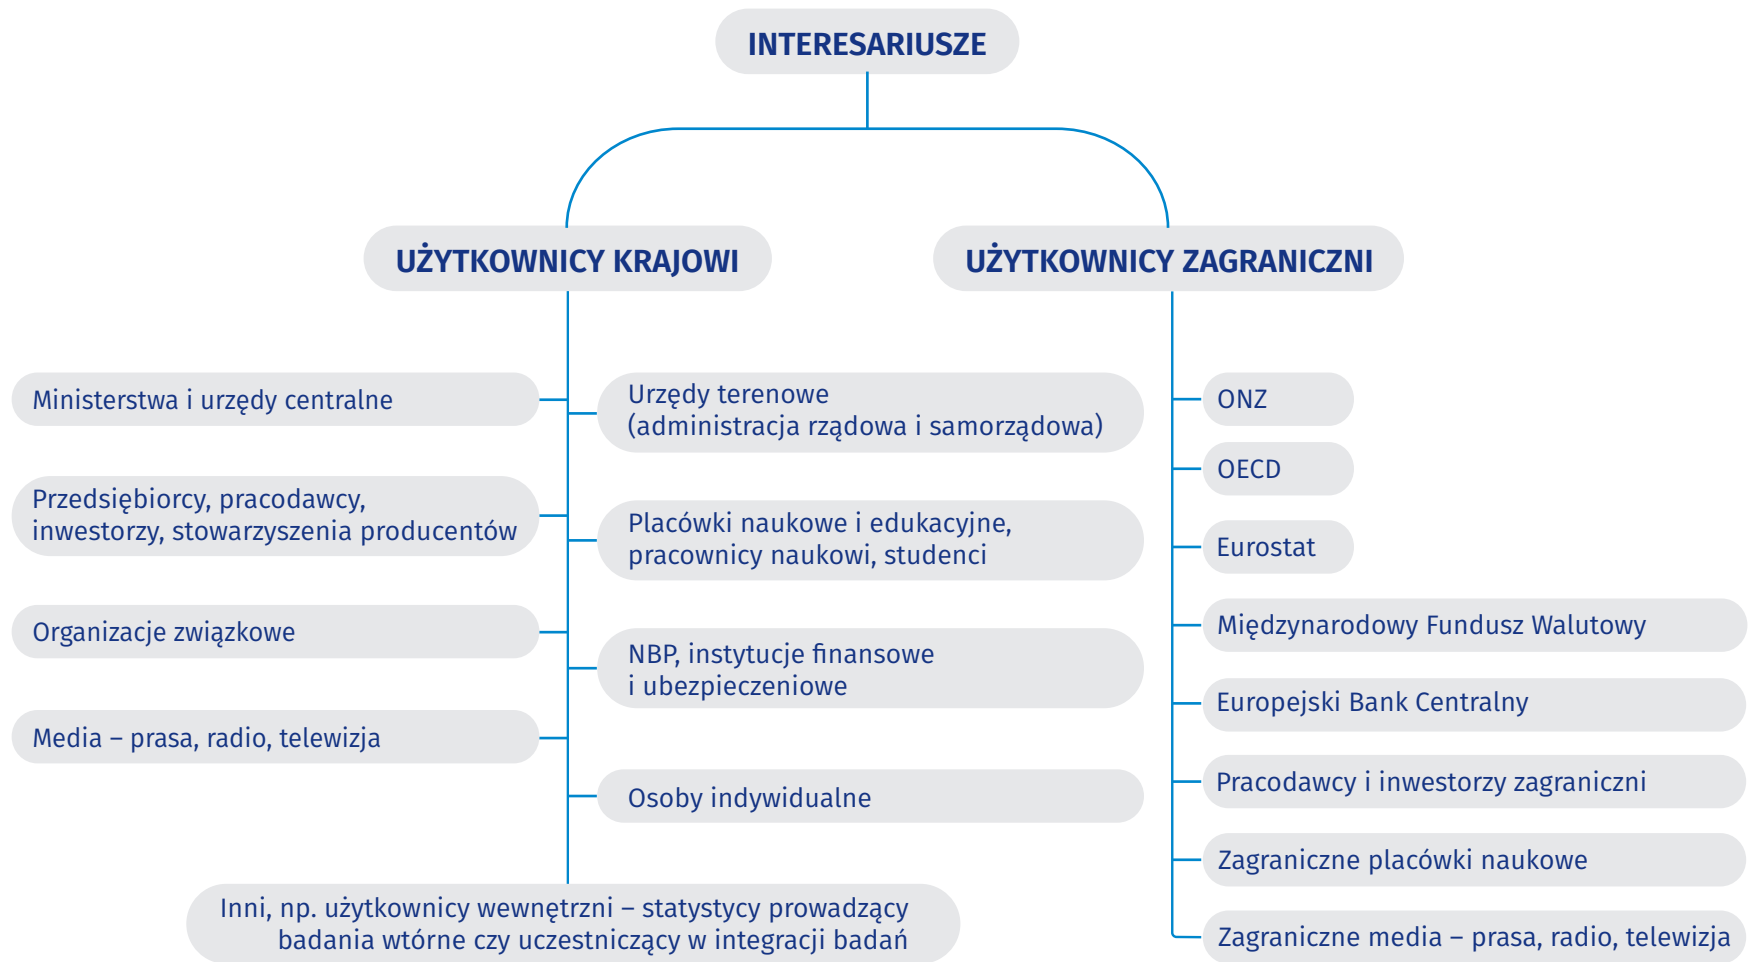 INTERESARIUSZE
UŻYTKOWNICY KRAJOWI
Ministerstwa i urzędy centralne
Urzędy terenowe
(administracja rządowa i samorządowa)
Przedsiębiorcy, pracodawcy,
inwestorzy, stowarzyszenia producentów
Placówki naukowe i edukacyjne,
pracownicy naukowi, studenci
Organizacje związkowe
NBP, instytucje finansowe
i ubezpieczeniowe
Media – prasa, radio, telewizja
Osoby indywidualne
Inni, np. użytkownicy wewnętrzni – statystycy prowadzący
badania wtórne czy uczestniczący w integracji badań
UŻYTKOWNICY ZAGRANICZNI
ONZ
OECD
Eurostat
Międzynarodowy Fundusz Walutowy
Europejski Bank Centralny
Pracodawcy i inwestorzy zagraniczni
Zagraniczne placówki naukowe
Zagraniczne media – prasa, radio, telewizja